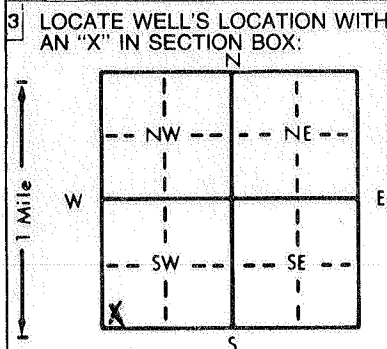 3 LOCATE WELL'S LOCATION WITH
AN "X" IN SECTION BOX:
N
NW NE
1 Mile
W E
SW SE
X
S